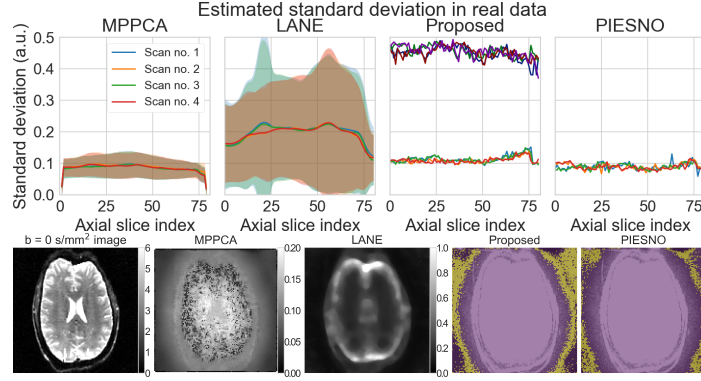 Estimated standard deviation in real data
MPPCA LANE Proposed PIESNO
Standard deviation (a.u.)
0.5
0.4
0.3
0.2
0.1
0.0
Scan no. 1
Scan no. 2
Scan no. 3
Scan no. 4
0 25 50 75 0 25 50 75 0 25 50 75 0 25 50 75
Axial slice index Axial slice index Axial slice index Axial slice index
b = 0 s/mm² image MPPCA LANE Proposed PIESNO
6
5
4
3
2
1
0
0.20
0.15
0.10
0.05
0.00
1.0
0.8
0.6
0.4
0.2
0.0